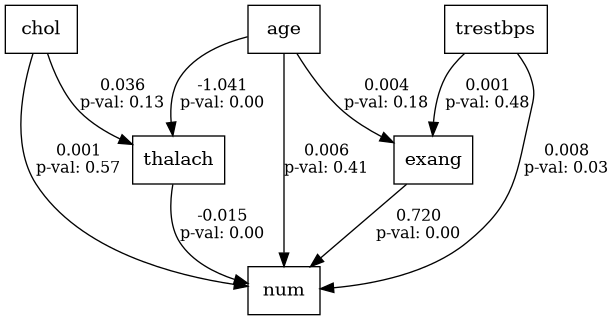 chol
age
trestbps
0.036
p-val: 0.13
-1.041
p-val: 0.00
0.004
p-val: 0.18
0.001
p-val: 0.48
0.001
p-val: 0.57
thalach
0.006
p-val: 0.41
exang
0.008
p-val: 0.03
-0.015
p-val: 0.00
0.720
p-val: 0.00
num